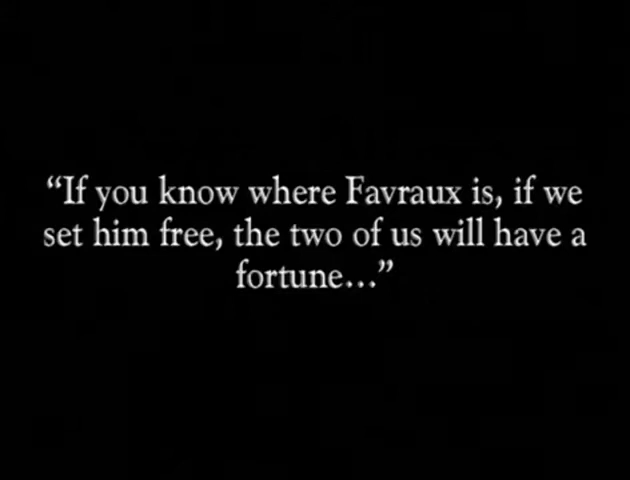 “If you know where Favraux is, if we
set him free, the two of us will have a
fortune...”